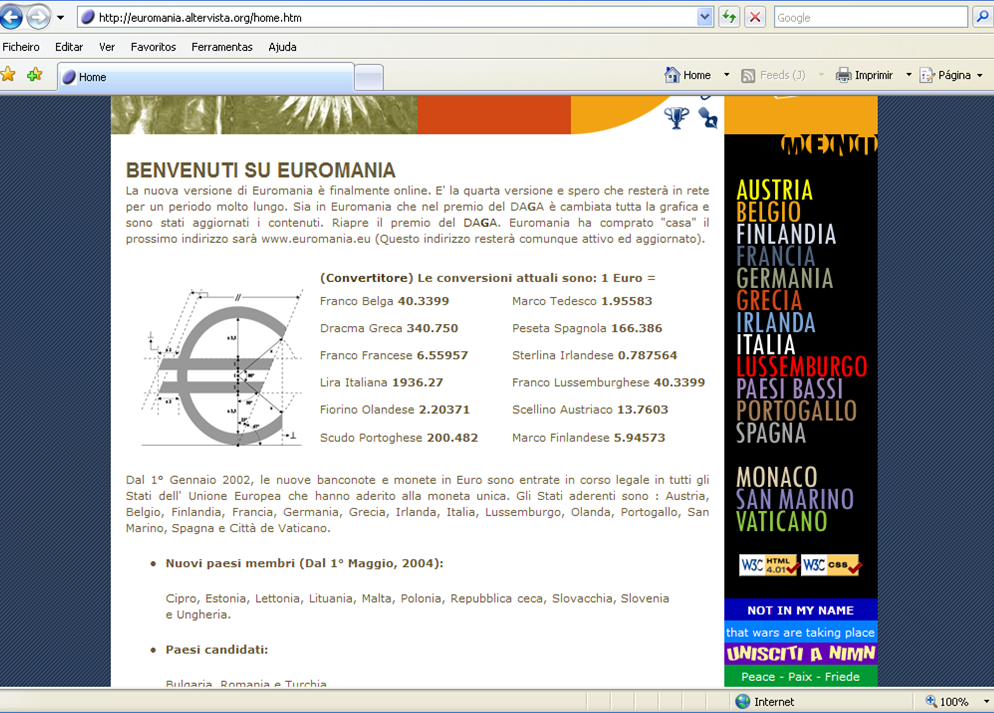 http://euromania.altervista.org/home.htm
Google
Ficheiro Editar Ver Favoritos Ferramentas Ajuda
Home
Home Feeds (J) Imprimir Página
MENU
BENVENUTI SU EUROMANIA
La nuova versione di Euromania è finalmente online. E' la quarta versione e spero che resterà in rete
per un periodo molto lungo. Sia in Euromania che nel premio del DAGA è cambiata tutta la grafica e
sono stati aggiornati i contenuti. Riapre il premio del DAGA. Euromania ha comprato "casa" il
prossimo indirizzo sarà www.euromania.eu (Questo indirizzo resterà comunque attivo ed aggiornato).
(Convertitore) Le conversioni attuali sono: 1 Euro =
Franco Belga 40.3399 Marco Tedesco 1.95583
Dracma Greca 340.750 Peseta Spagnola 166.386
Franco Francese 6.55957 Sterlina Irlandese 0.787564
Lira Italiana 1936.27 Franco Lussemburghese 40.3399
Fiorino Olandese 2.20371 Scellino Austriaco 13.7603
Scudo Portoghese 200.482 Marco Finlandese 5.94573
Dal 1° Gennaio 2002, le nuove banconote e monete in Euro sono entrate in corso legale in tutti gli
Stati dell' Unione Europea che hanno aderito alla moneta unica. Gli Stati aderenti sono : Austria,
Belgio, Finlandia, Francia, Germania, Grecia, Irlanda, Italia, Lussemburgo, Olanda, Portogallo, San
Marino, Spagna e Città de Vaticano.
• Nuovi paesi membri (Dal 1° Maggio, 2004):
Cipro, Estonia, Lettonia, Lituania, Malta, Polonia, Repubblica ceca, Slovacchia, Slovenia
e Ungheria.
• Paesi candidati:
Bulgaria, Romania e Turchia
AUSTRIA
BELGIO
FINLANDIA
FRANCIA
GERMANIA
GRECIA
IRLANDA
ITALIA
LUSSEMBURGO
PAESI BASSI
PORTOGALLO
SPAGNA
MONACO
SAN MARINO
VATICANO
W3C HTML 4.01 W3C CSS
NOT IN MY NAME
that wars are taking place
UNISCITI A NIMN
Peace - Paix - Friede
Internet 100%